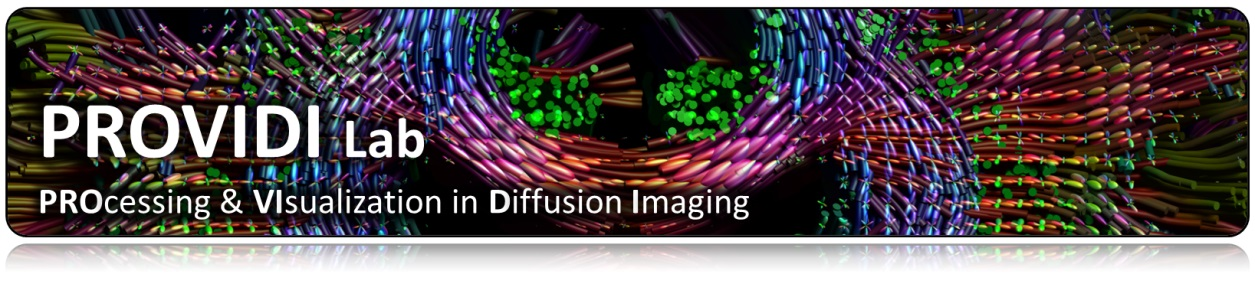 PROVIDI Lab
PROcessing & VIsualization in Diffusion Imaging